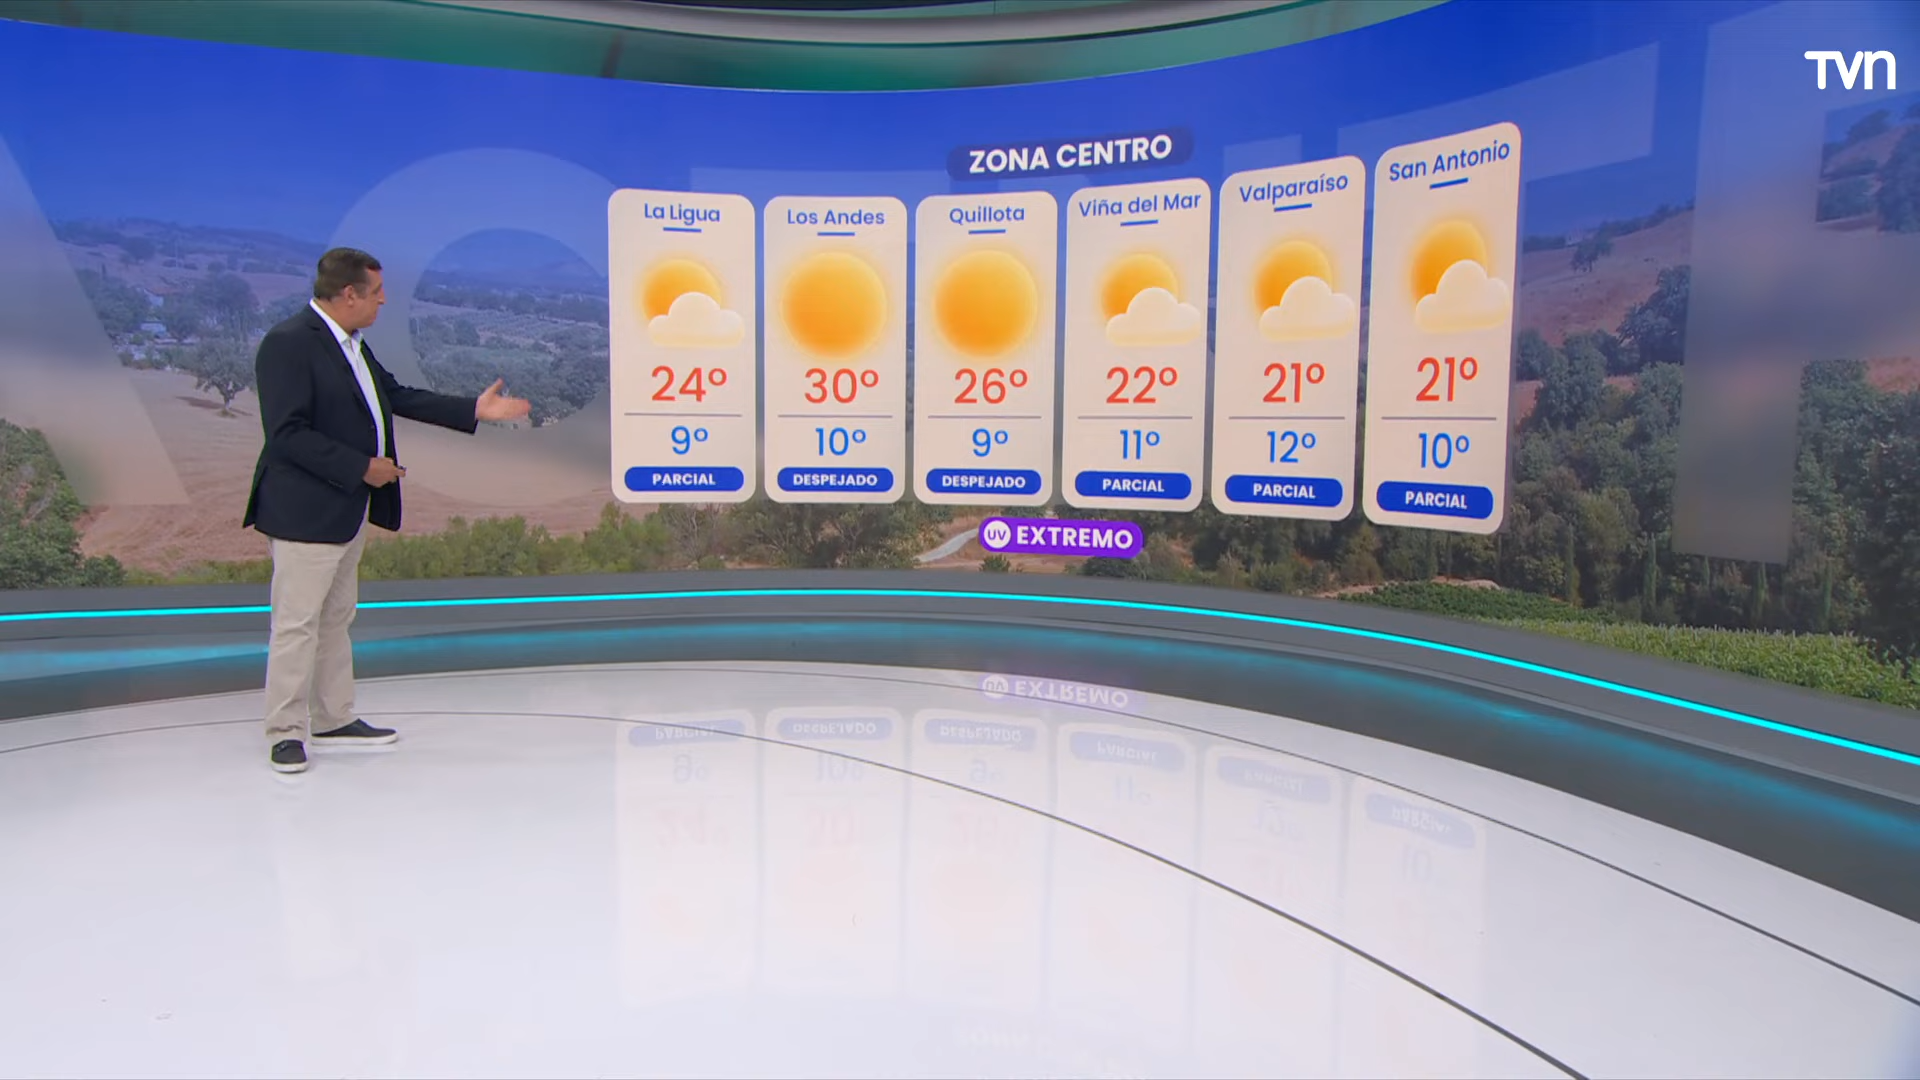 TVN
ZONA CENTRO
La Ligua
24°
9°
PARCIAL
Los Andes
30°
10°
DESPEJADO
Quillota
26°
9°
DESPEJADO
Viña del Mar
22°
11°
PARCIAL
Valparaíso
21°
12°
PARCIAL
San Antonio
21°
10°
PARCIAL
UV EXTREMO